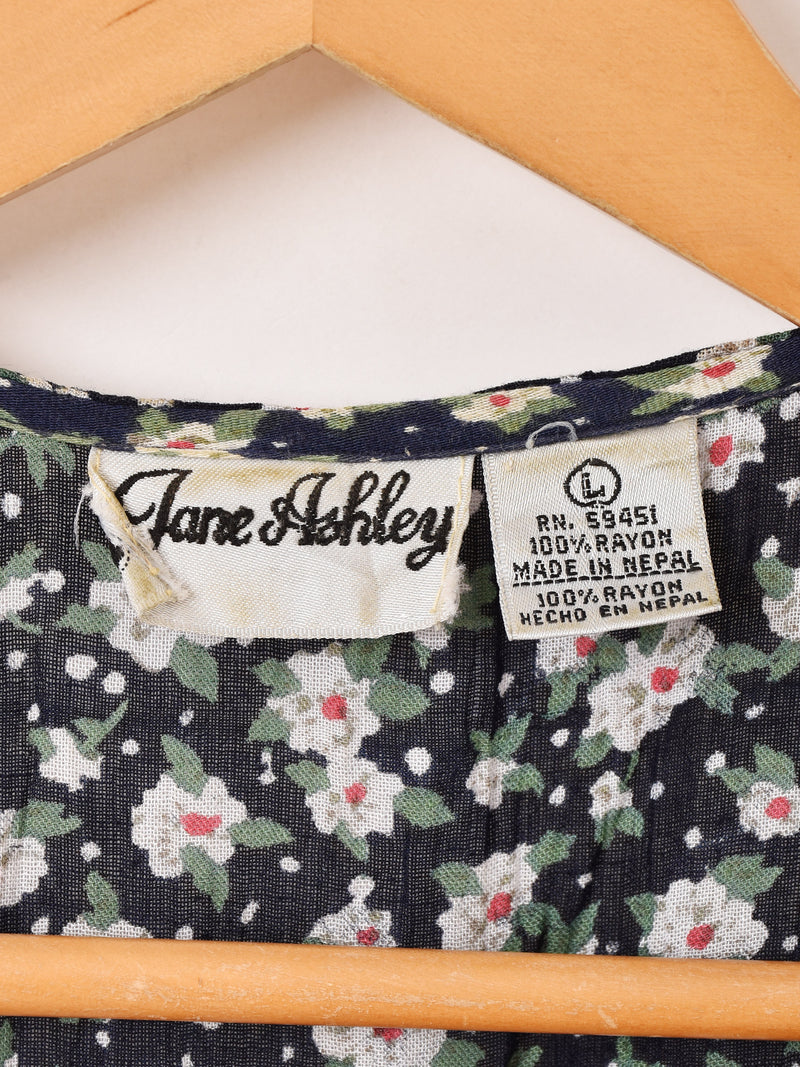 Jane Ashley
L
RN. 59451
100% RAYON
MADE IN NEPAL
100% RAYON
HECHO EN NEPAL